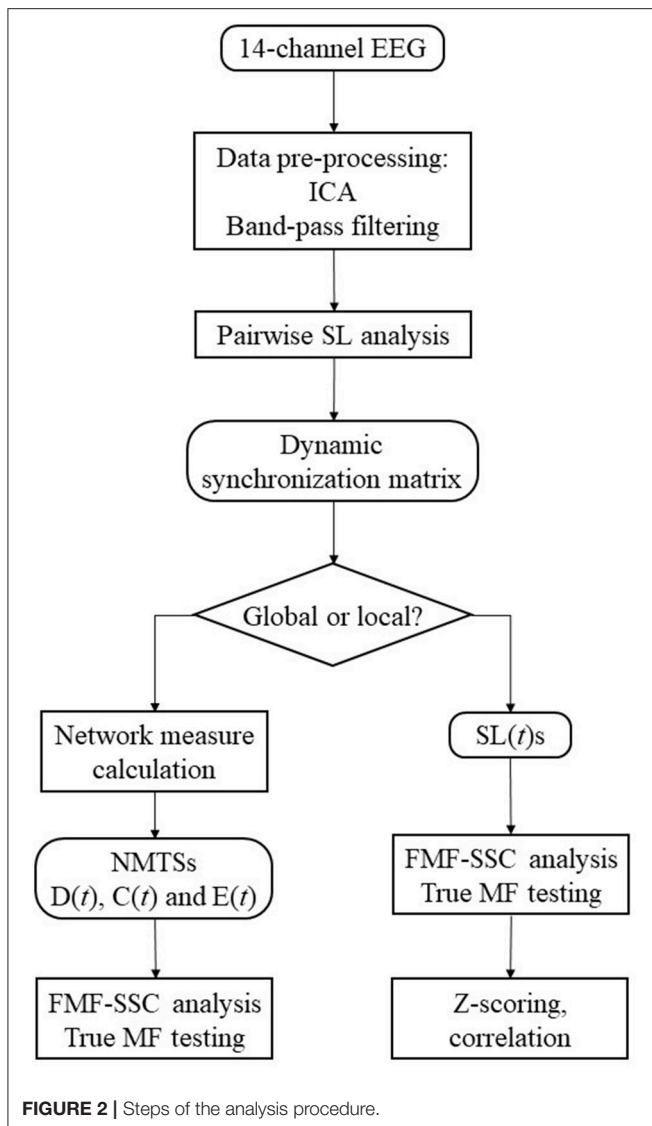 14-channel EEG
Data pre-processing:
ICA
Band-pass filtering
Pairwise SL analysis
Dynamic
synchronization matrix
Global or local?
Network measure
calculation
NMTSs
D(t), C(t) and E(t)
FMF-SSC analysis
True MF testing
SL(t)s
FMF-SSC analysis
True MF testing
Z-scoring,
correlation
FIGURE 2 | Steps of the analysis procedure.